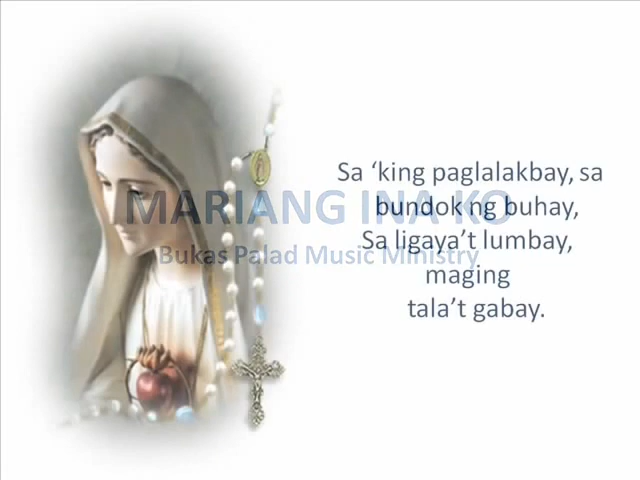 MARIANG INA KO
Bukas Palad Music Ministry
Sa ‘king paglalakbay, sa
bundok ng buhay,
Sa ligaya’t lumbay,
maging
tala’t gabay.